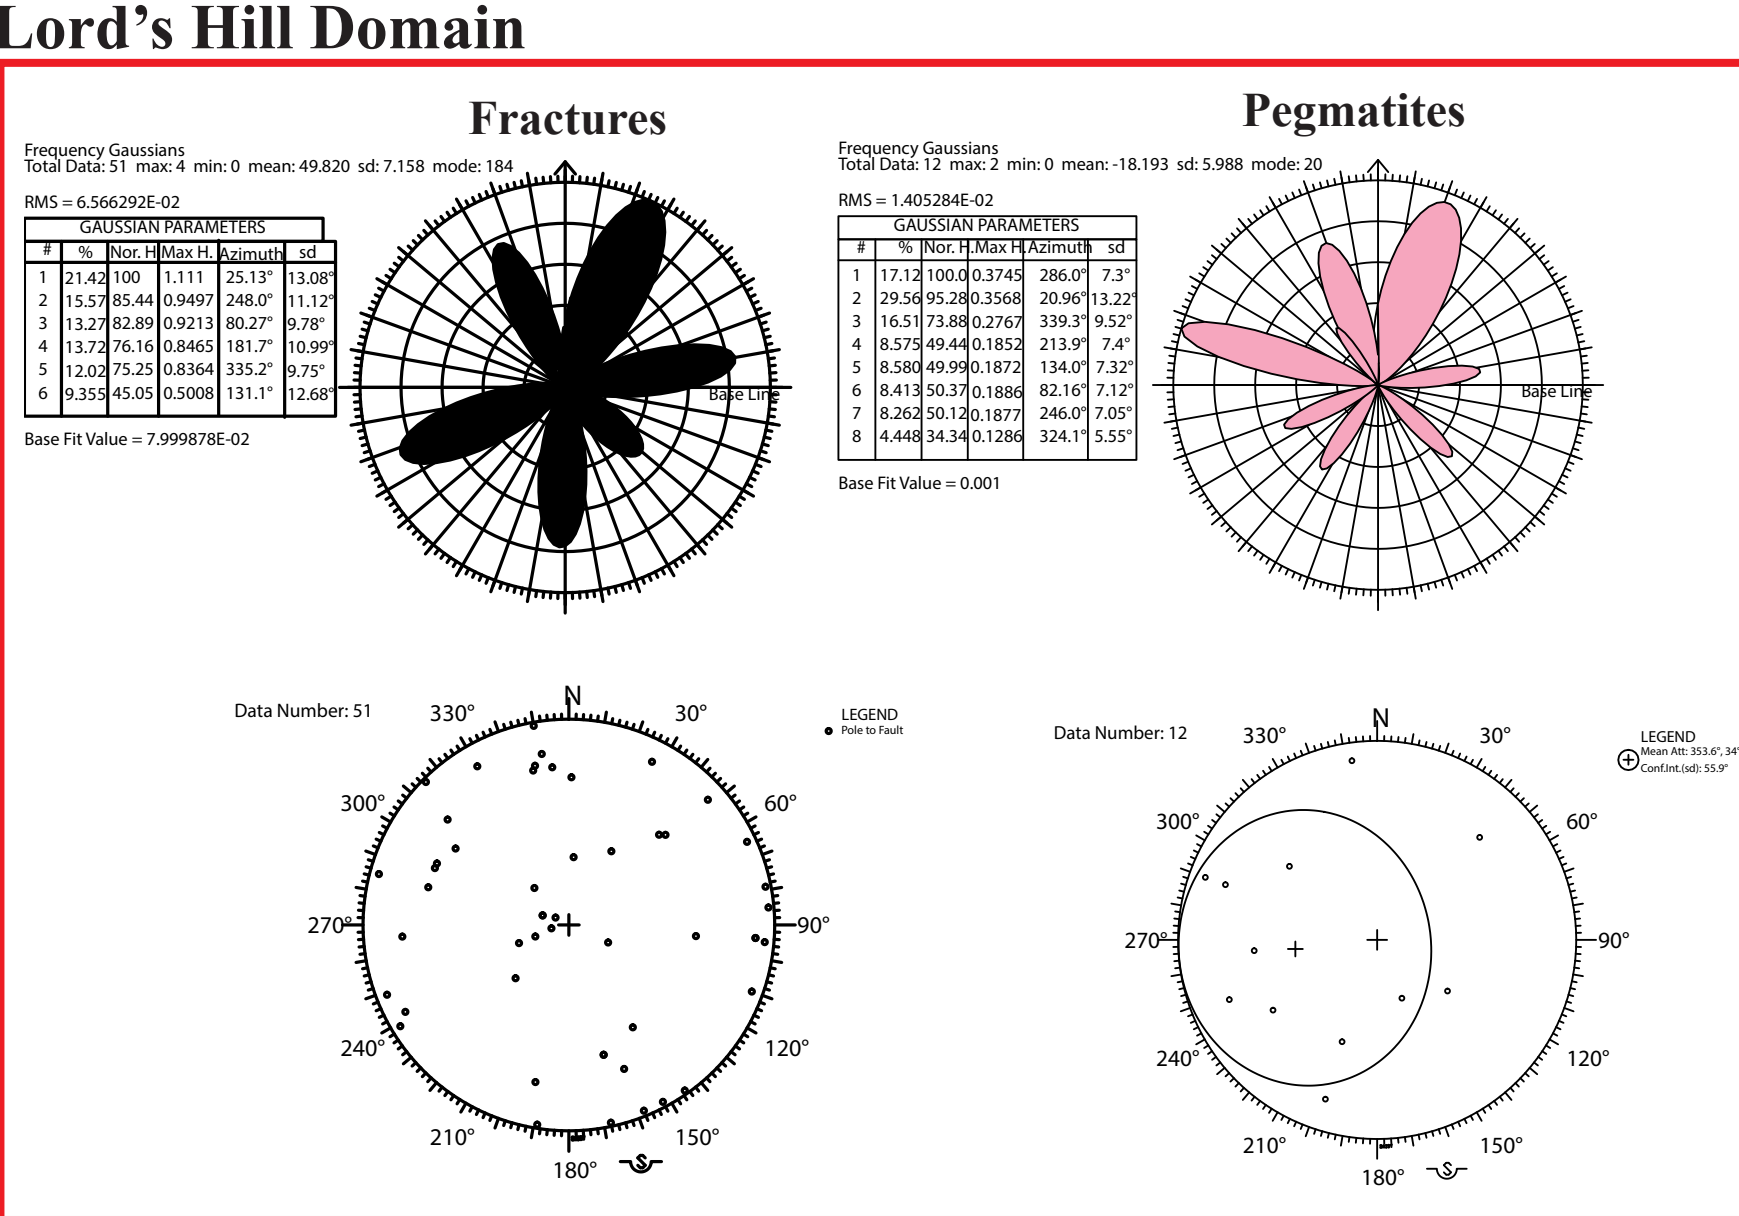 Lord's Hill Domain
Fractures
Frequency Gaussians
Total Data: 51 max: 4 min: 0 mean: 49.820 sd: 7.158 mode: 184
RMS = 6.566292E-02
GAUSSIAN PARAMETERS
# % Nor. H Max H. Azimuth sd
1 21.42 100 1.111 25.13° 13.08°
2 15.57 85.44 0.9497 248.0° 11.12°
3 13.27 82.89 0.9213 80.27° 9.78°
4 13.72 76.16 0.8465 181.7° 10.99°
5 12.02 75.25 0.8364 335.2° 9.75°
6 9.355 45.05 0.5008 131.1° 12.68°
Base Fit Value = 7.999878E-02
Base Line
Pegmatites
Frequency Gaussians
Total Data: 12 max: 2 min: 0 mean: -18.193 sd: 5.988 mode: 20
RMS = 1.405284E-02
GAUSSIAN PARAMETERS
# % Nor. H. Max H. Azimuth sd
1 17.12 100.0 0.3745 286.0° 7.3°
2 29.56 95.28 0.3568 20.96° 13.22°
3 16.51 73.88 0.2767 339.3° 9.52°
4 8.575 49.44 0.1852 213.9° 7.4°
5 8.580 49.99 0.1872 134.0° 7.32°
6 8.413 50.37 0.1886 82.16° 7.12°
7 8.262 50.12 0.1877 246.0° 7.05°
8 4.448 34.34 0.1286 324.1° 5.55°
Base Fit Value = 0.001
Base Line
Data Number: 51
N
30°
60°
90°
120°
150°
180°
210°
240°
270°
300°
330°
S
LEGEND
Pole to Fault
Data Number: 12
N
30°
60°
90°
120°
150°
180°
210°
240°
270°
300°
330°
S
LEGEND
Mean Att: 353.6°, 34°
Conf.Int.(sd): 55.9°